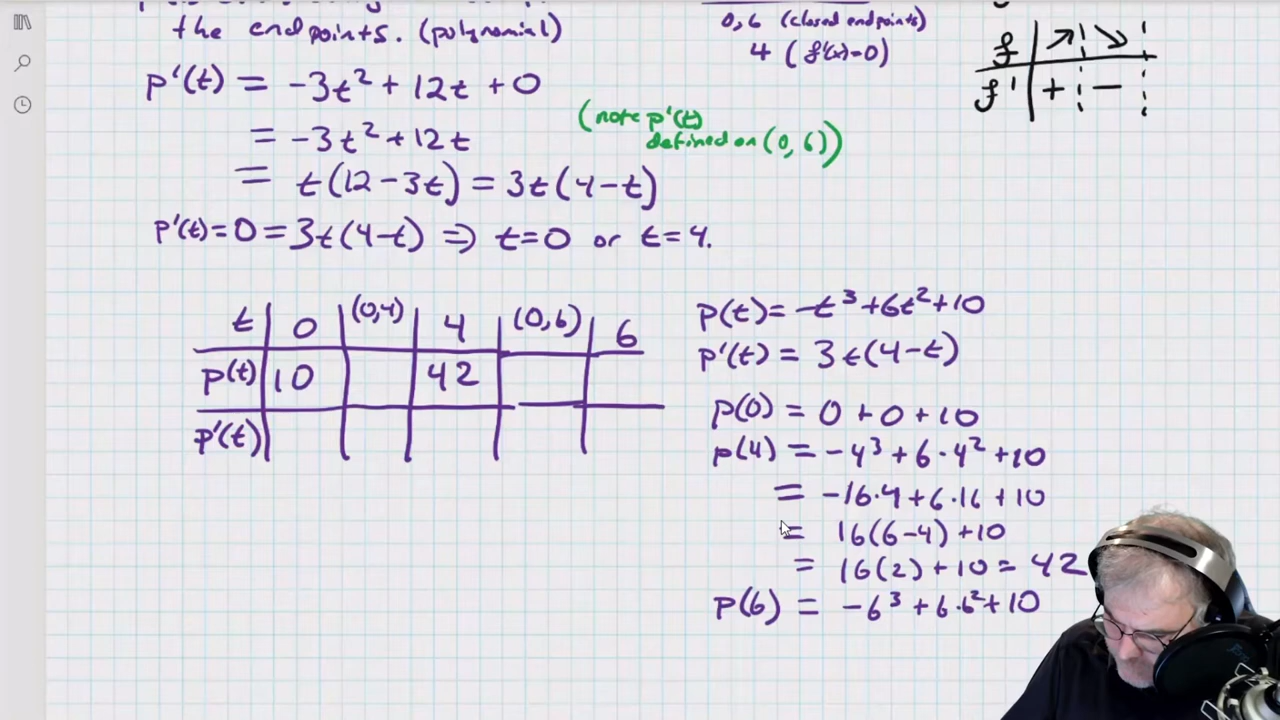 the endpoints. (polynomial)
p'(t) = -3t² + 12t + 0
= -3t² + 12t
= t(12-3t) = 3t(4-t)
p'(t)=0=3t(4-t) ⇒ t=0 or t=4.
0,6 (closed endpoints)
4 (f'(x)=0)
(note p'(t)
defined on (0,6))
f ↗ ↘
f' + -
t 0 (0,4) 4 (0,6) 6
p(t) 10 42
p'(t)
p(t)= -t³+6t²+10
p'(t) = 3t(4-t)
p(0) = 0 + 0 + 10
p(4) = -4³ + 6·4² + 10
= -16·4 + 6·16 + 10
= 16(6-4) + 10
= 16(2) + 10 = 42
p(6) = -6³ + 6·6² + 10